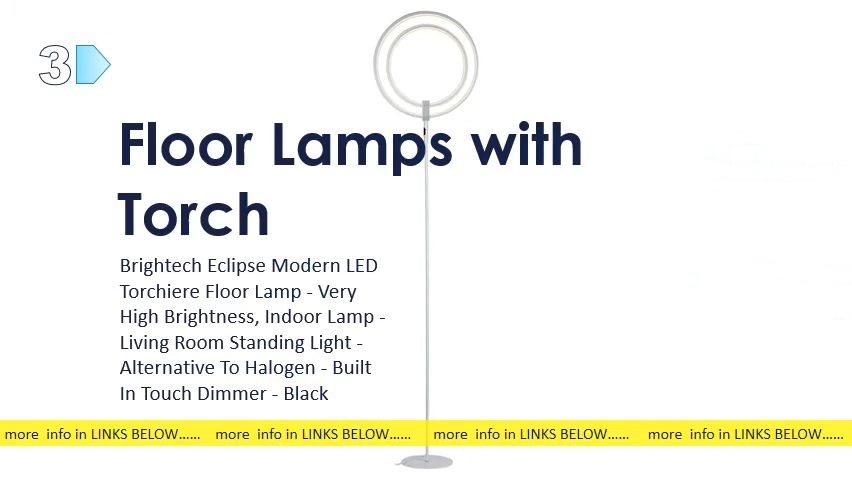 3
Floor Lamps with
Torch
Brightech Eclipse Modern LED
Torchiere Floor Lamp - Very
High Brightness, Indoor Lamp -
Living Room Standing Light -
Alternative To Halogen - Built
In Touch Dimmer - Black
more info in LINKS BELOW...... more info in LINKS BELOW...... more info in LINKS BELOW...... more info in LINKS BELOW......